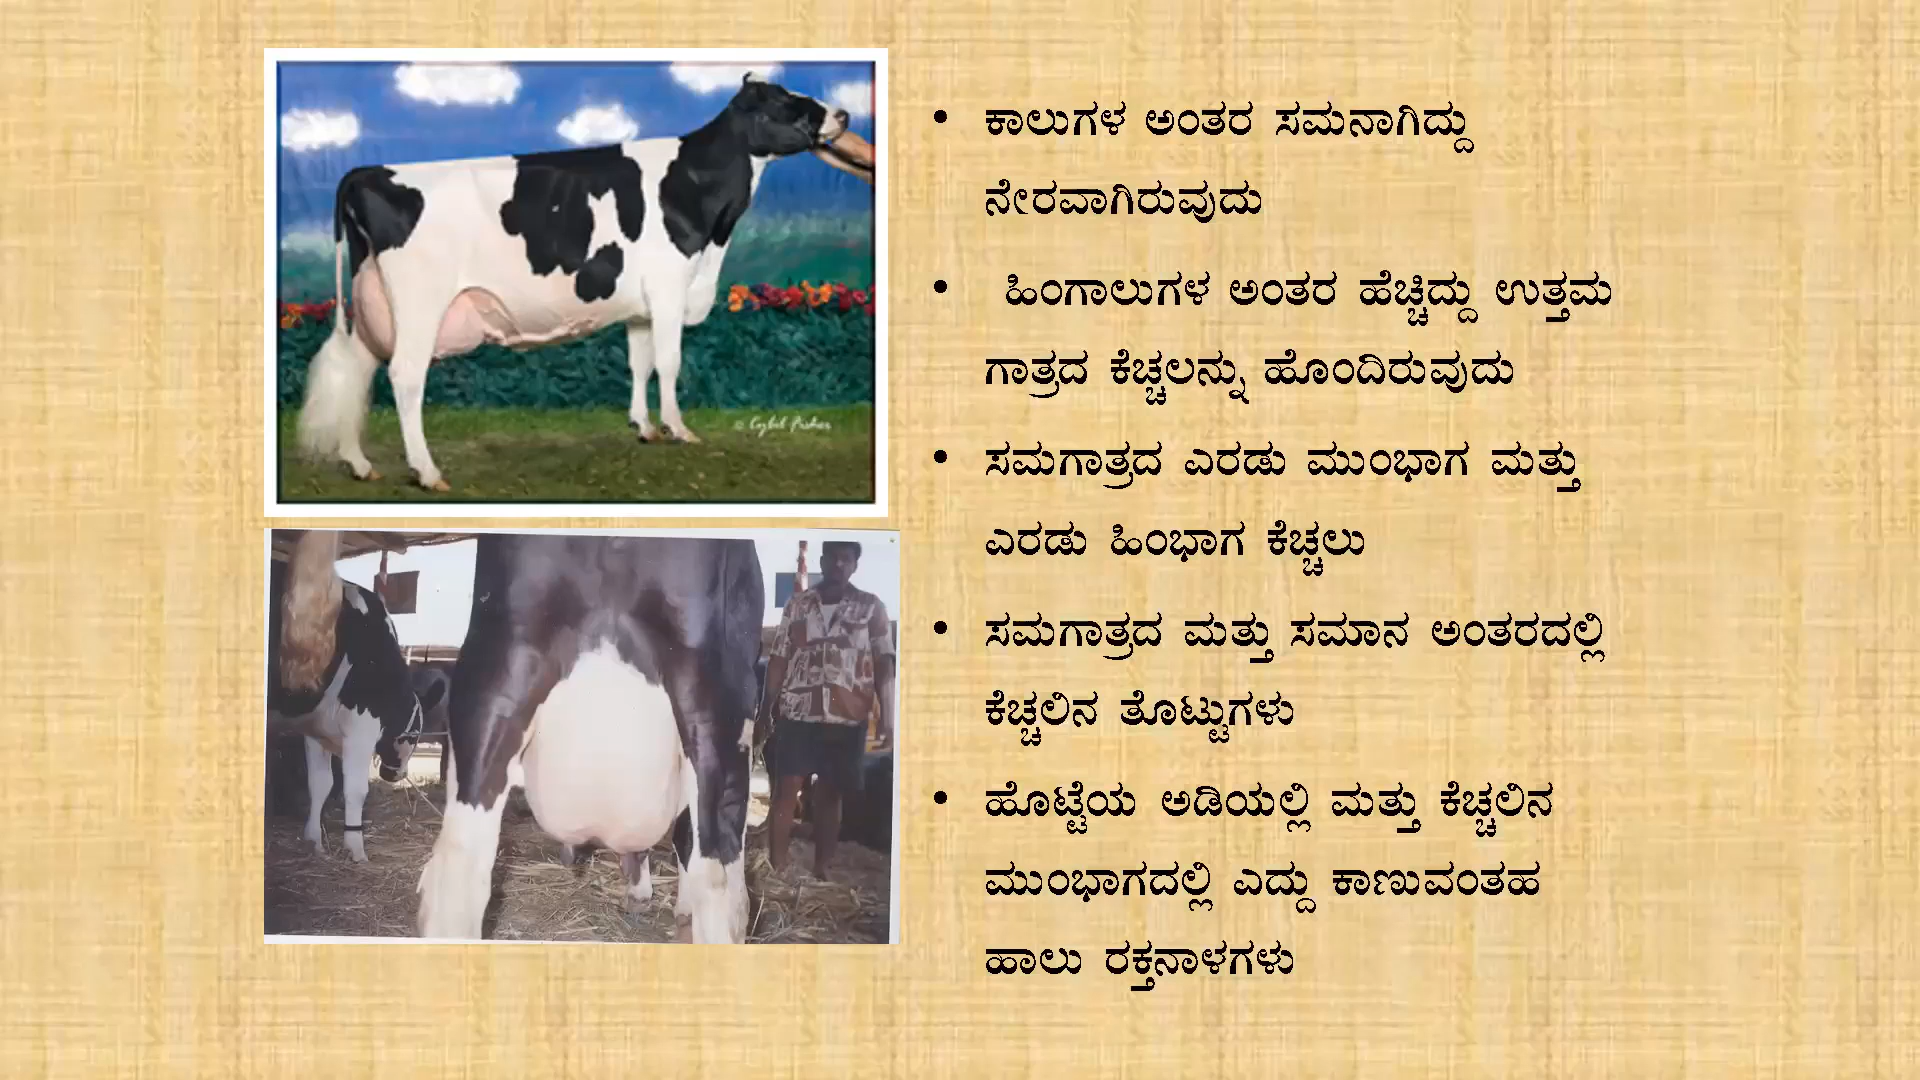 • ಕಾಲುಗಳ ಅಂತರ ಸಮನಾಗಿದ್ದು
ನೇರವಾಗಿರುವುದು
• ಹಿಂಗಾಲುಗಳ ಅಂತರ ಹೆಚ್ಚಿದ್ದು ಉತ್ತಮ
ಗಾತ್ರದ ಕೆಚ್ಚಲನ್ನು ಹೊಂದಿರುವುದು
• ಸಮಗಾತ್ರದ ಎರಡು ಮುಂಭಾಗ ಮತ್ತು
ಎರಡು ಹಿಂಭಾಗ ಕೆಚ್ಚಲು
• ಸಮಗಾತ್ರದ ಮತ್ತು ಸಮಾನ ಅಂತರದಲ್ಲಿ
ಕೆಚ್ಚಲಿನ ತೊಟ್ಟುಗಳು
• ಹೊಟ್ಟೆಯ ಅಡಿಯಲ್ಲಿ ಮತ್ತು ಕೆಚ್ಚಲಿನ
ಮುಂಭಾಗದಲ್ಲಿ ಎದ್ದು ಕಾಣುವಂತಹ
ಹಾಲು ರಕ್ತನಾಳಗಳು